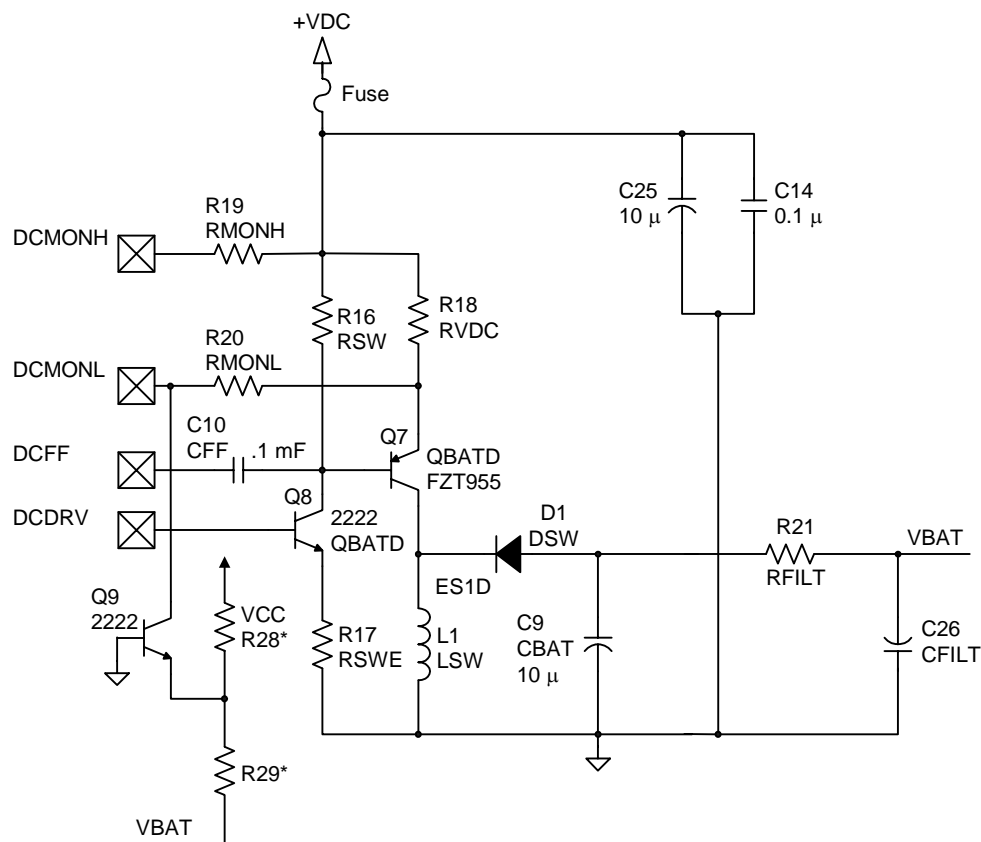 +VDC
Fuse
C25
10 μ
C14
0.1 μ
R19
RMONH
DCMONH
R16
RSW
R18
RVDC
R20
RMONL
DCMONL
C10
CFF
.1 mF
DCFF
Q7
QBATD
FZT955
Q8
2222
QBATD
DCDRV
D1
DSW
ES1D
R21
RFILT
VBAT
Q9
2222
VCC
R28*
R17
RSWE
L1
LSW
C9
CBAT
10 μ
C26
CFILT
R29*
VBAT